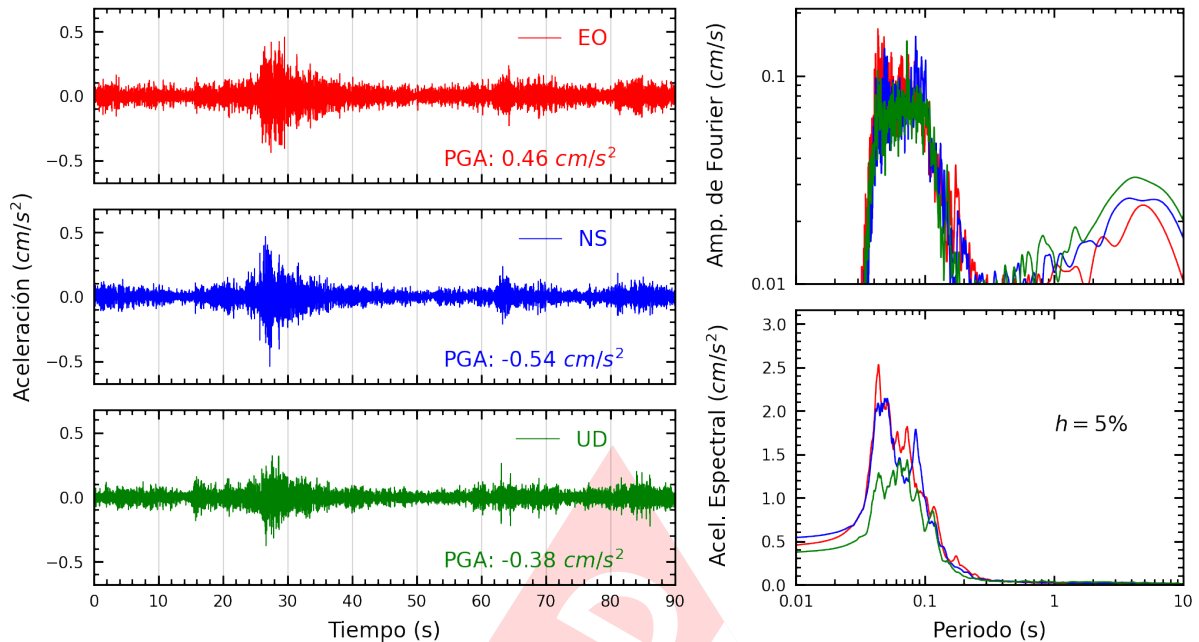 Aceleración (cm/s²)
0.5
0.0
−0.5
EO
PGA: 0.46 cm/s²
0.5
0.0
−0.5
NS
PGA: -0.54 cm/s²
0.5
0.0
−0.5
UD
PGA: -0.38 cm/s²
0 10 20 30 40 50 60 70 80 90
Tiempo (s)
Amp. de Fourier (cm/s)
0.1
0.01
Acel. Espectral (cm/s²)
3.0
2.5
2.0
1.5
1.0
0.5
0.0
h = 5%
0.01 0.1 1 10
Periodo (s)